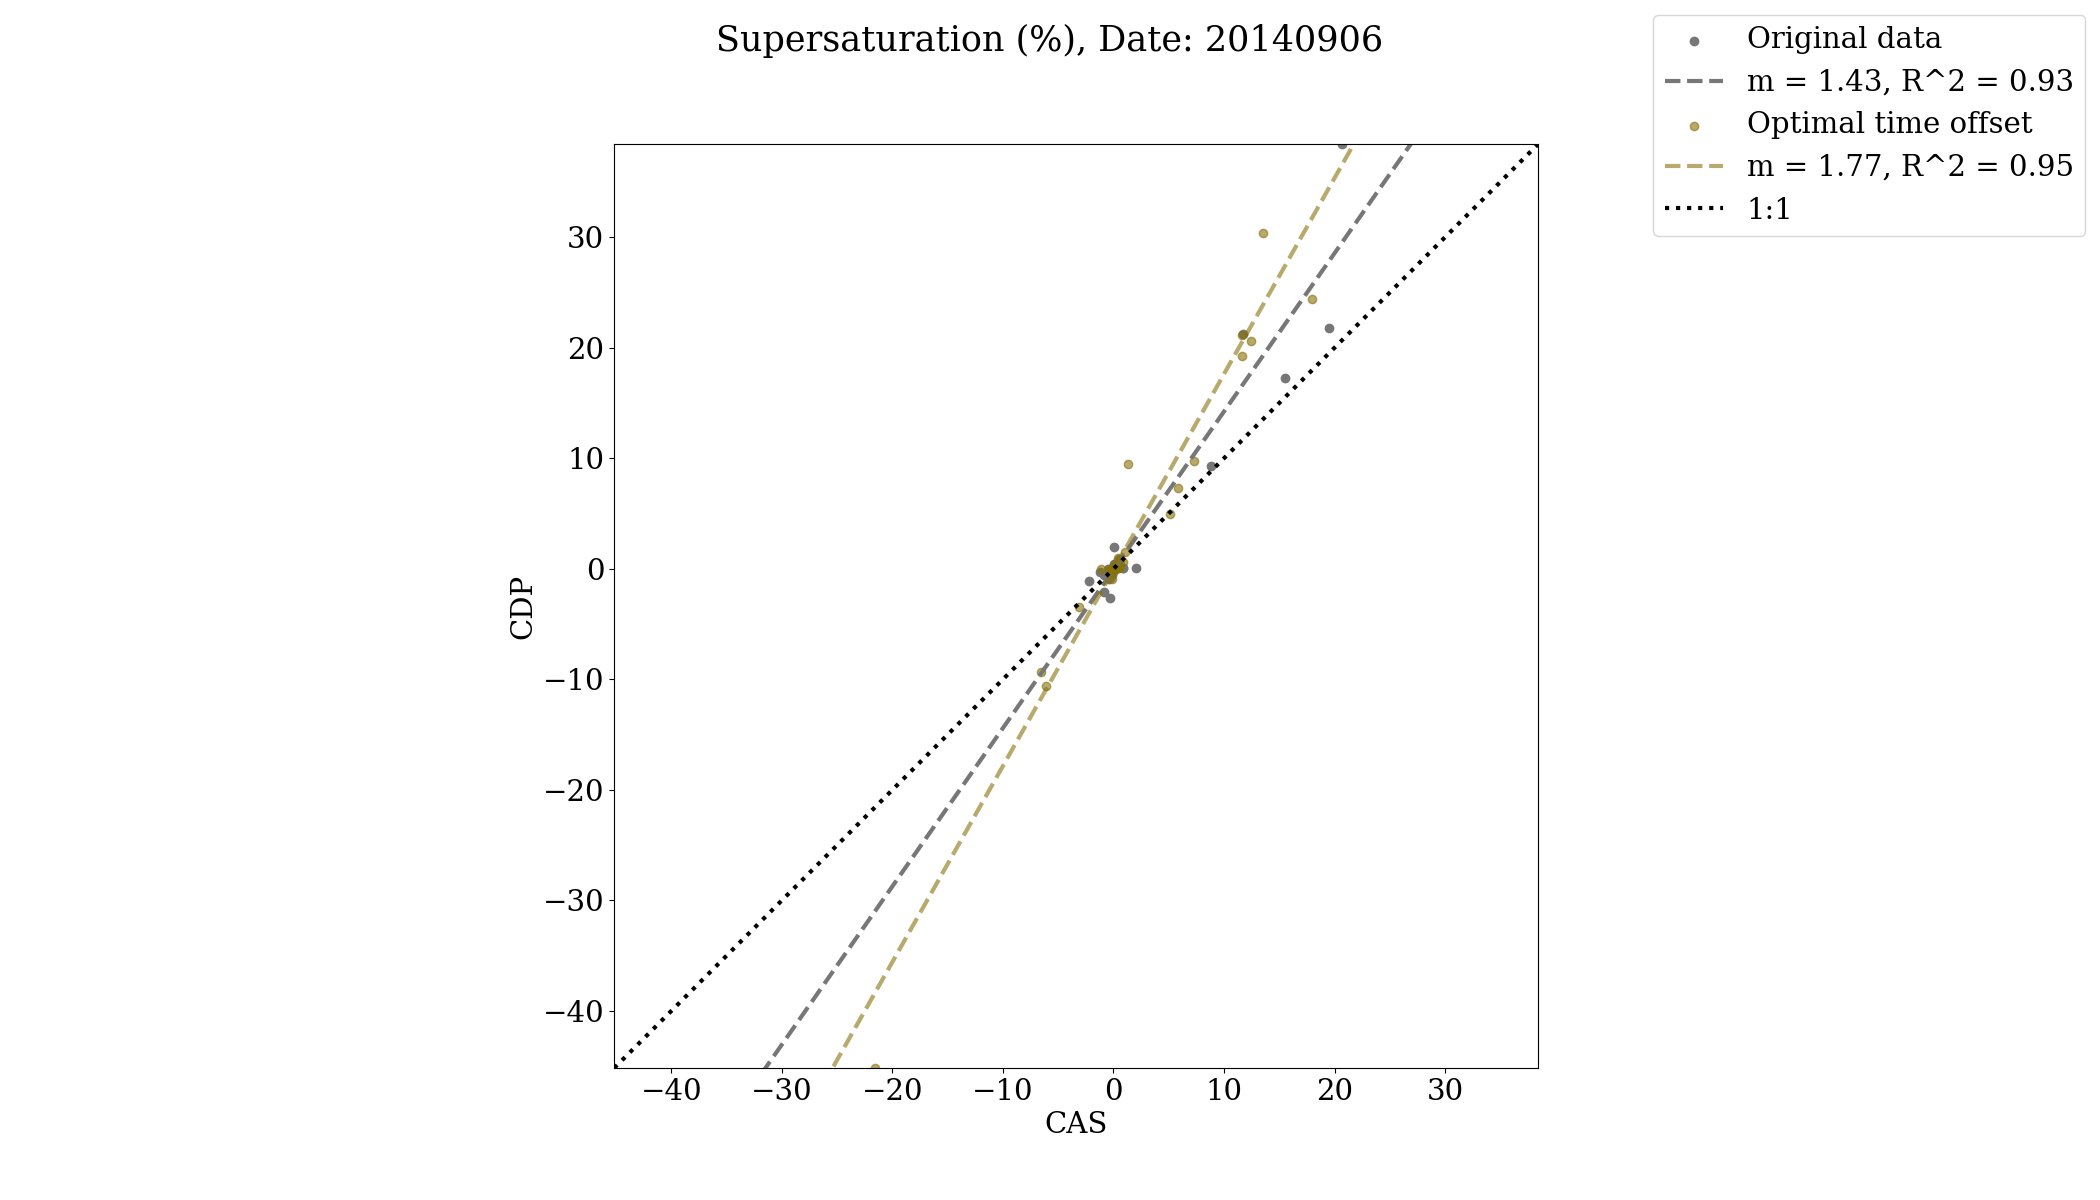 Supersaturation (%), Date: 20140906
Original data
m = 1.43, R^2 = 0.93
Optimal time offset
m = 1.77, R^2 = 0.95
1:1
30
20
10
0
−10
−20
−30
−40
CDP
−40 −30 −20 −10 0 10 20 30
CAS